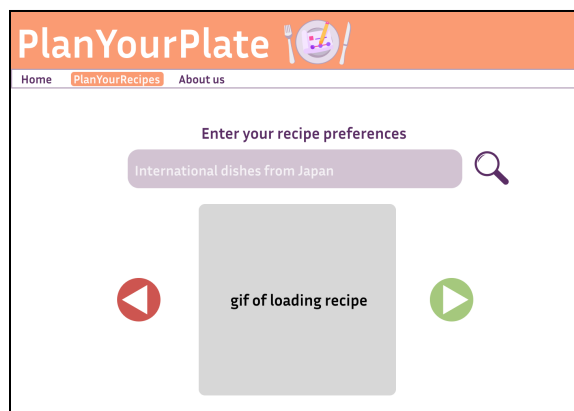 PlanYourPlate
Home PlanYourRecipes About us
Enter your recipe preferences
International dishes from Japan
gif of loading recipe